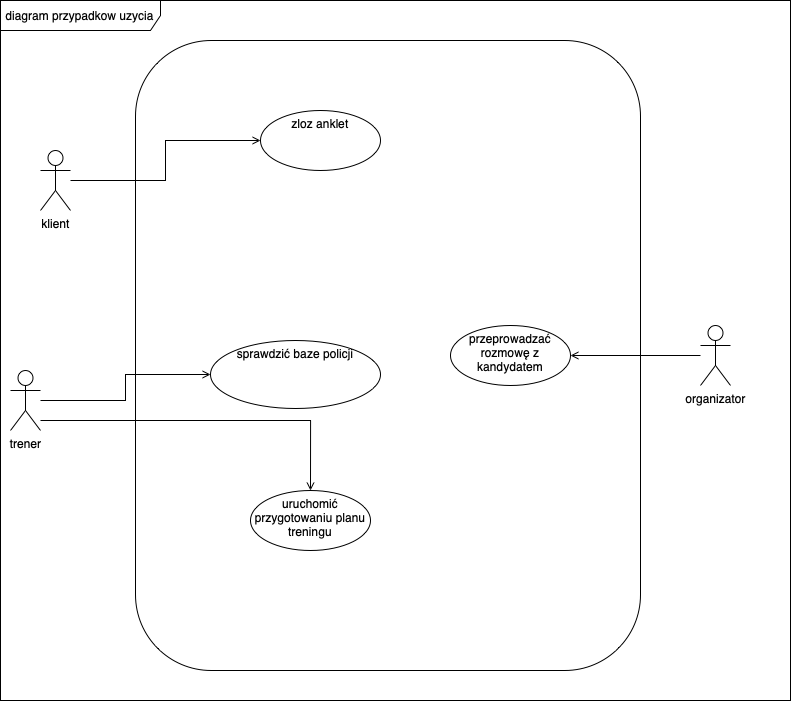 diagram przypadkow uzycia
zloz anklet
klient
sprawdzić baze policji
przeprowadzać
rozmowę z
kandydatem
organizator
trener
uruchomić
przygotowaniu planu
treningu